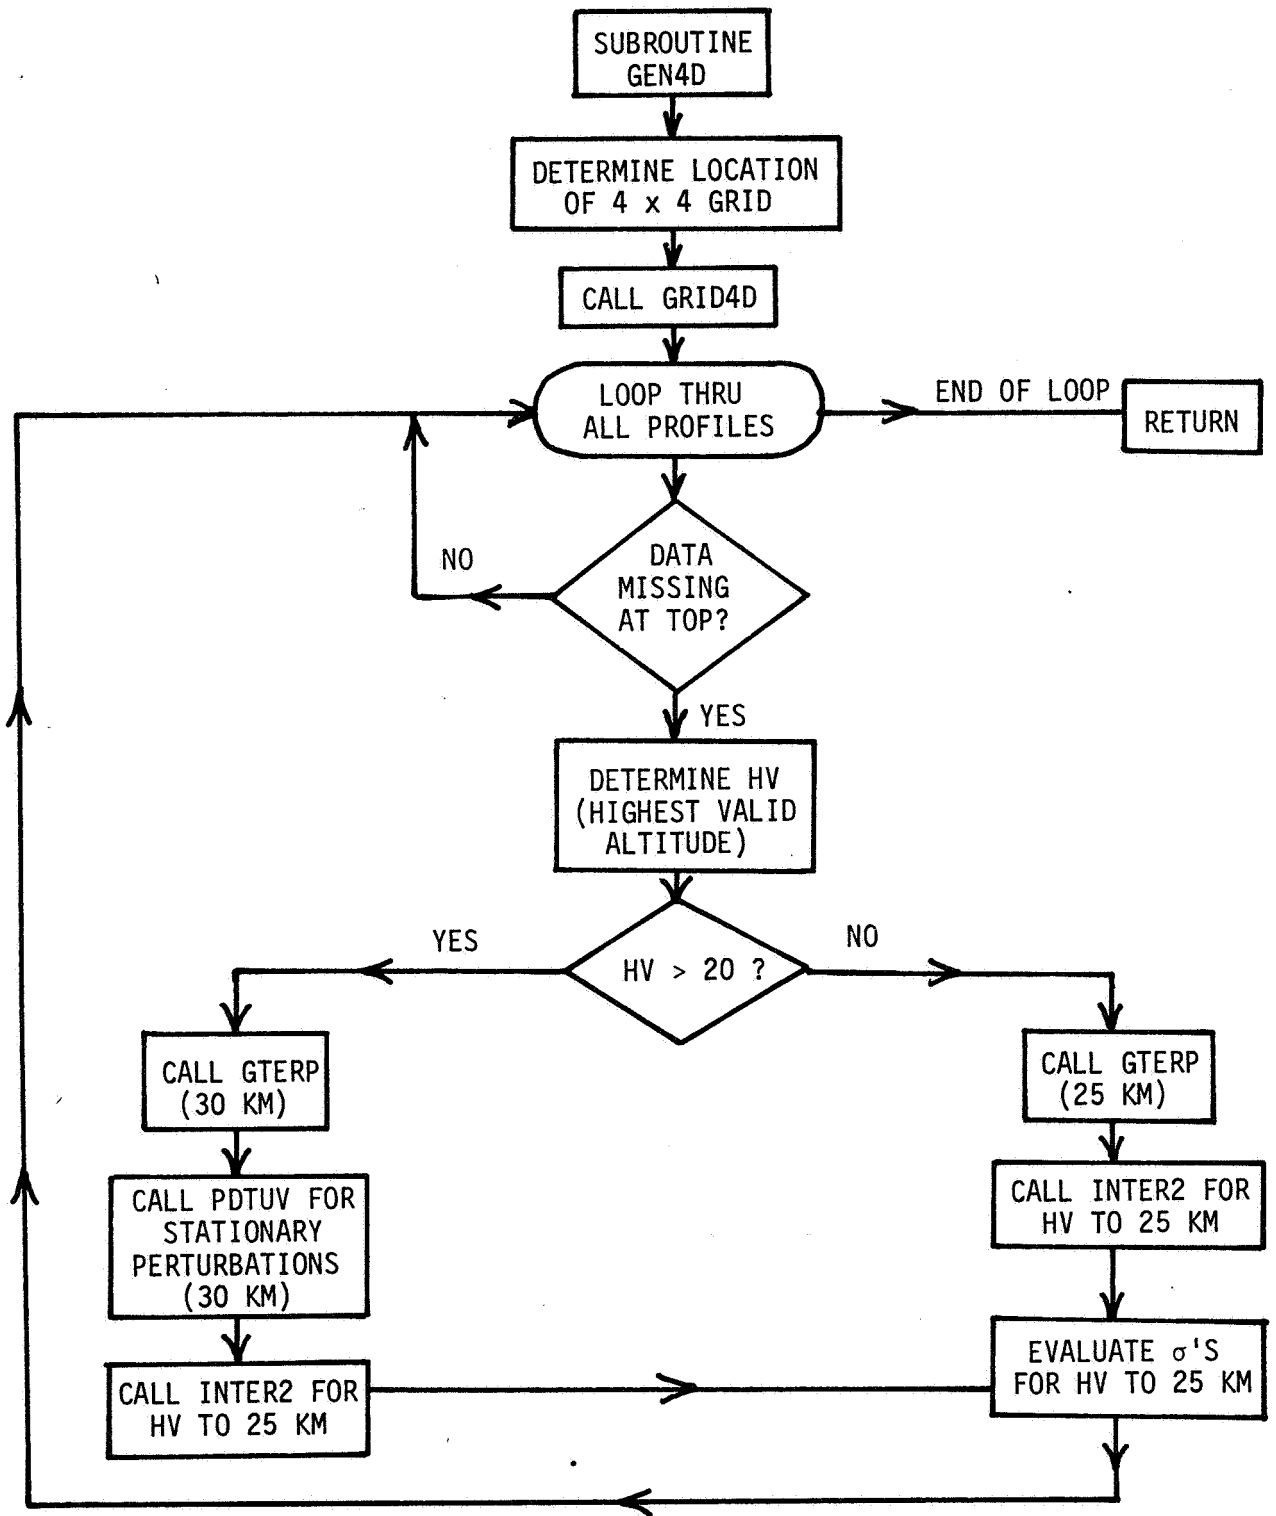 SUBROUTINE
GEN4D
DETERMINE LOCATION
OF 4 x 4 GRID
CALL GRID4D
LOOP THRU
ALL PROFILES
END OF LOOP
RETURN
DATA
MISSING
AT TOP?
NO
YES
DETERMINE HV
(HIGHEST VALID
ALTITUDE)
HV > 20 ?
YES
NO
CALL GTERP
(30 KM)
CALL PDTUV FOR
STATIONARY
PERTURBATIONS
(30 KM)
CALL INTER2 FOR
HV TO 25 KM
CALL GTERP
(25 KM)
CALL INTER2 FOR
HV TO 25 KM
EVALUATE σ'S
FOR HV TO 25 KM